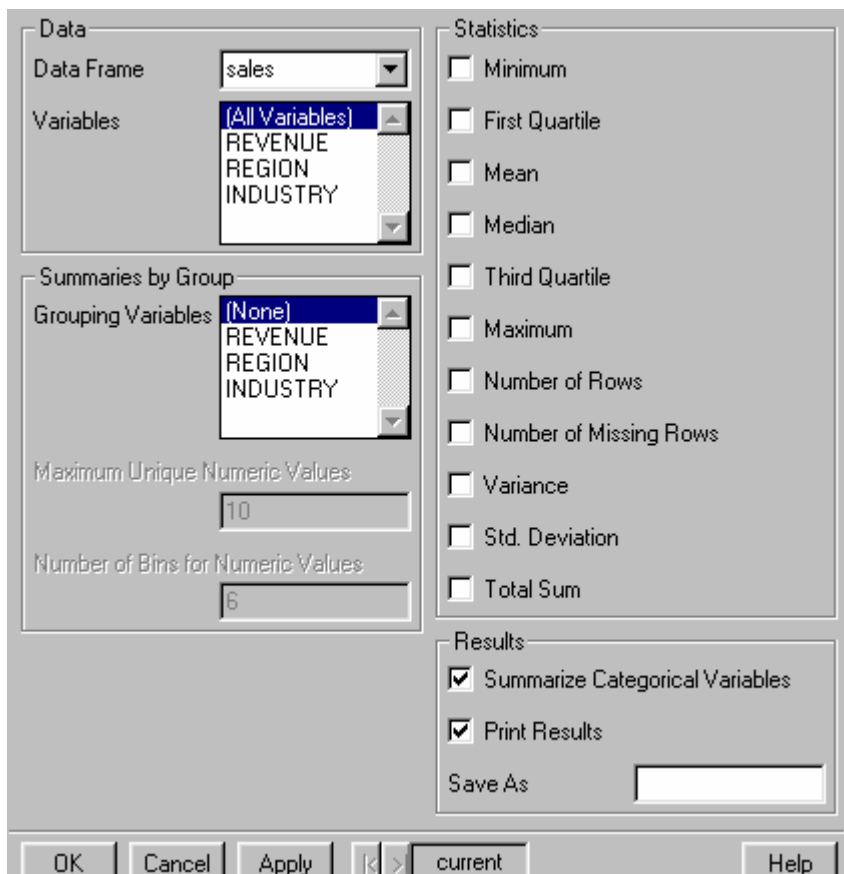 Data
Data Frame
sales
Variables
(All Variables)
REVENUE
REGION
INDUSTRY
Summaries by Group
Grouping Variables
(None)
REVENUE
REGION
INDUSTRY
Maximum Unique Numeric Values
10
Number of Bins for Numeric Values
6
Statistics
Minimum
First Quartile
Mean
Median
Third Quartile
Maximum
Number of Rows
Number of Missing Rows
Variance
Std. Deviation
Total Sum
Results
Summarize Categorical Variables
Print Results
Save As
OK
Cancel
Apply
current
Help